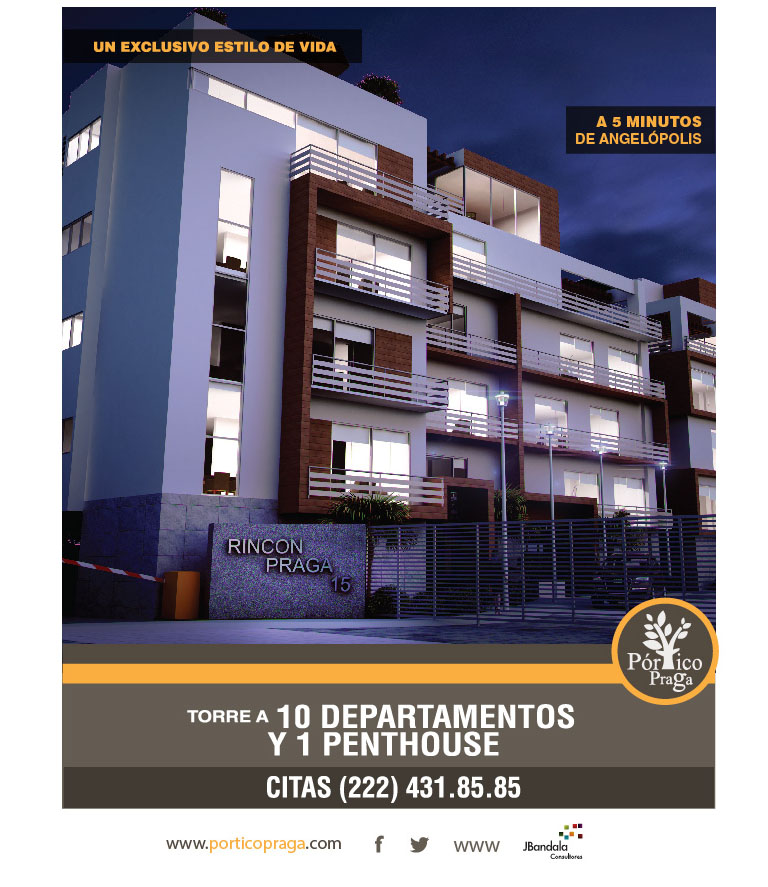 UN EXCLUSIVO ESTILO DE VIDA
A 5 MINUTOS
DE ANGELÓPOLIS
RINCON
PRAGA
15
Pórtico
Praga
TORRE A 10 DEPARTAMENTOS
Y 1 PENTHOUSE
CITAS (222) 431.85.85
www.porticopraga.com
f
www
JBandala
Consultores